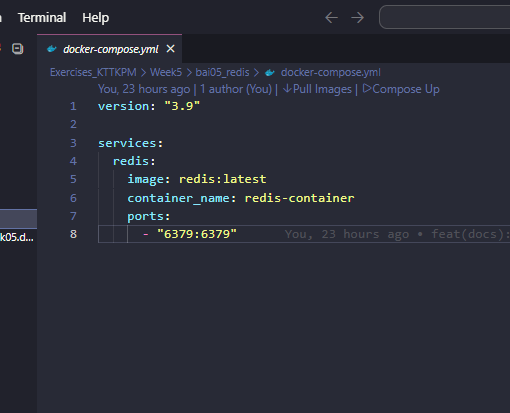 Terminal Help
docker-compose.yml
Exercises_KTTKPM > Week5 > bai05_redis > docker-compose.yml
You, 23 hours ago | 1 author (You) | ↓Pull Images | ▷Compose Up
1 version: "3.9"
2
3 services:
4 redis:
5 image: redis:latest
6 container_name: redis-container
7 ports:
8 - "6379:6379" You, 23 hours ago • feat(docs):
k05.d...